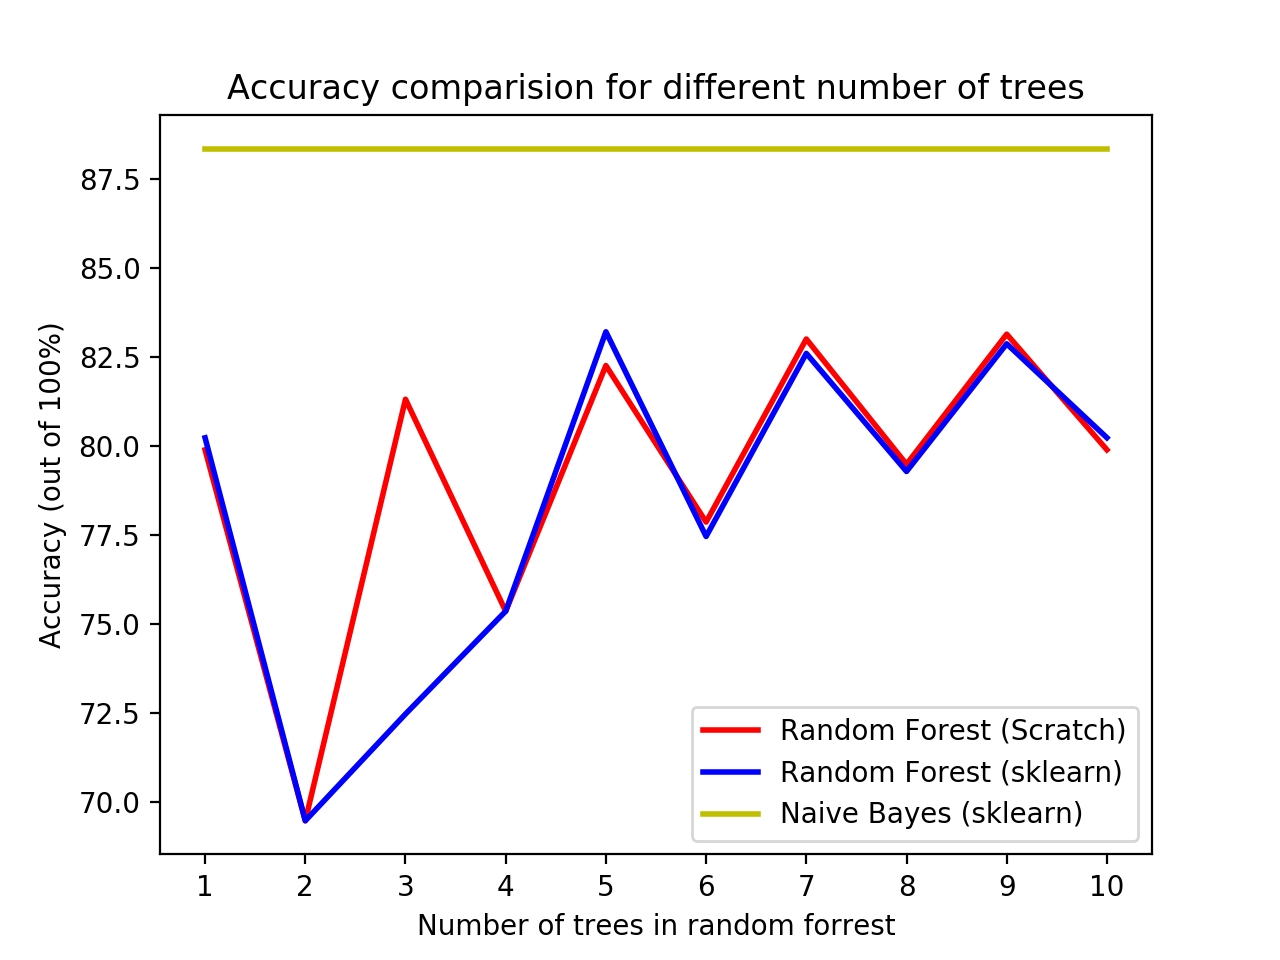 Accuracy comparision for different number of trees
Accuracy (out of 100%)
87.5
85.0
82.5
80.0
77.5
75.0
72.5
70.0
Random Forest (Scratch)
Random Forest (sklearn)
Naive Bayes (sklearn)
1 2 3 4 5 6 7 8 9 10
Number of trees in random forrest